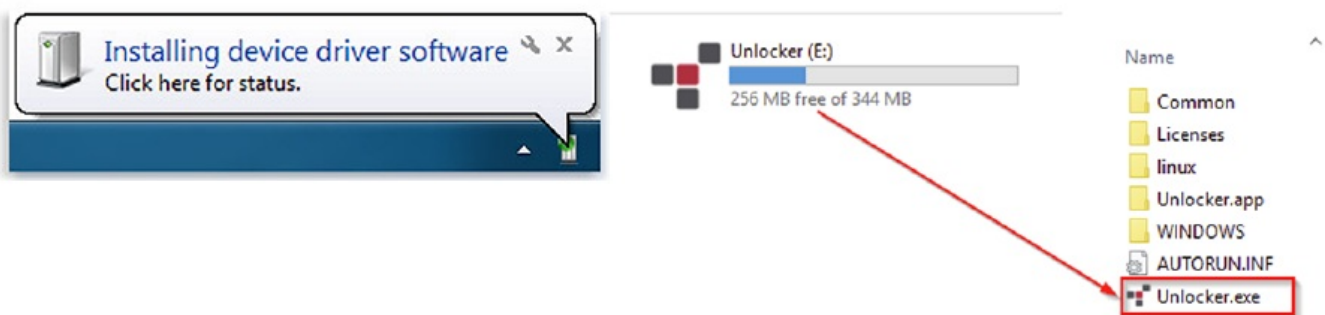 Installing device driver software
Click here for status.
Unlocker (E:)
256 MB free of 344 MB
Name
Common
Licenses
linux
Unlocker.app
WINDOWS
AUTORUN.INF
Unlocker.exe